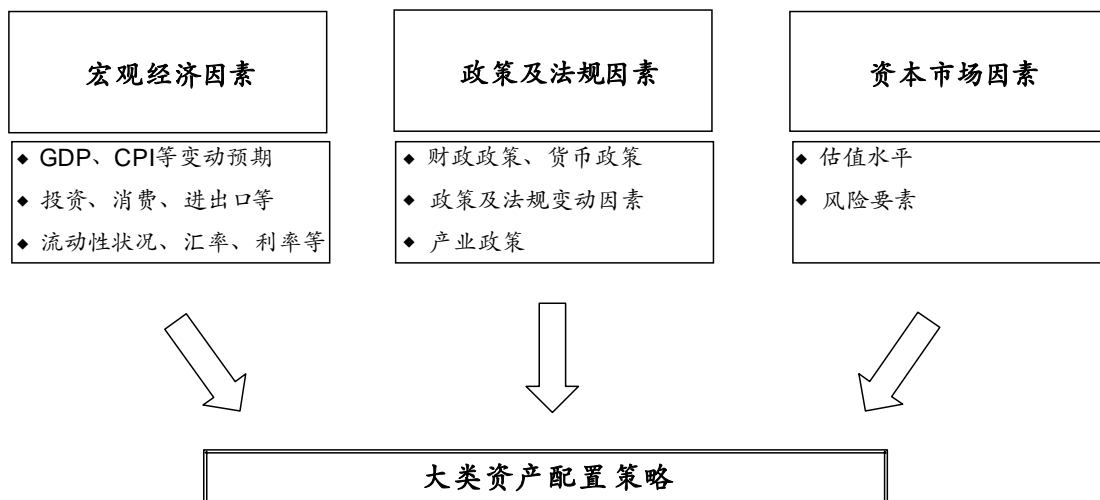 宏观经济因素
◆ GDP、CPI等变动预期
◆ 投资、消费、进出口等
◆ 流动性状况、汇率、利率等
政策及法规因素
◆ 财政政策、货币政策
◆ 政策及法规变动因素
◆ 产业政策
资本市场因素
◆ 估值水平
◆ 风险要素
大类资产配置策略